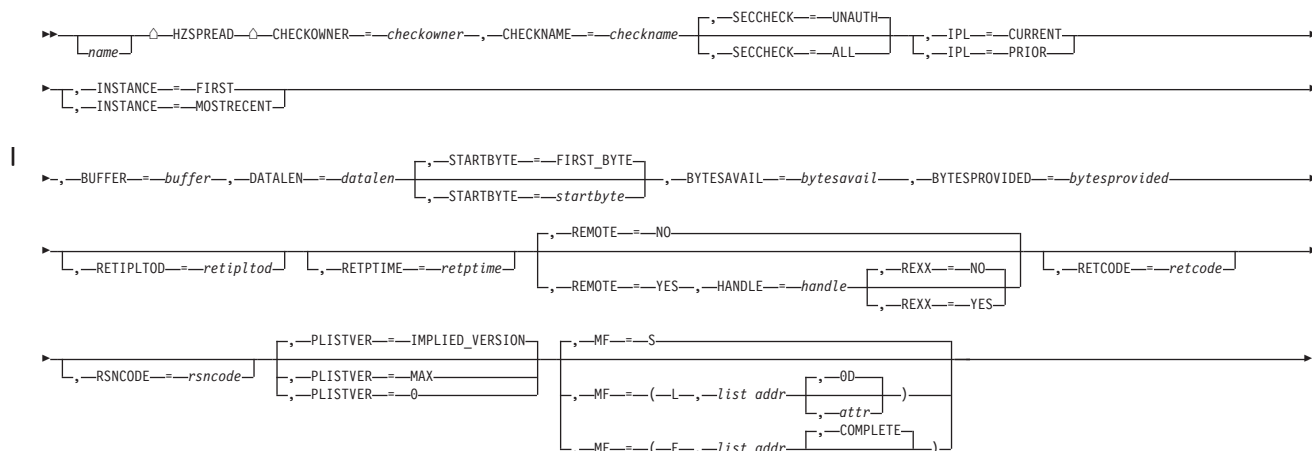 , SECCHECK = UNAUTH
name HZSPREAD CHECKOWNER = checkowner , CHECKNAME = checkname , SECCHECK = ALL , IPL = CURRENT
, IPL = PRIOR
, INSTANCE = FIRST
, INSTANCE = MOSTRECENT
, STARTBYTE = FIRST_BYTE
, BUFFER = buffer , DATALEN = datalen , STARTBYTE = startbyte , BYTESAVAIL = bytesavail , BYTESPROVIDED = bytesprovided
, REMOTE = NO
, RETIPLTOD = retipltod , RETPTIME = retptime , REMOTE = YES , HANDLE = handle , REXX = NO , RETCODE = retcode
, REXX = YES
, PLISTVER = IMPLIED_VERSION , MF = S
, RSNCODE = rsncode , PLISTVER = MAX
, PLISTVER = 0 , MF = ( L , list addr , 0D )
, attr
, COMPLETE
, MF = ( E , list addr )